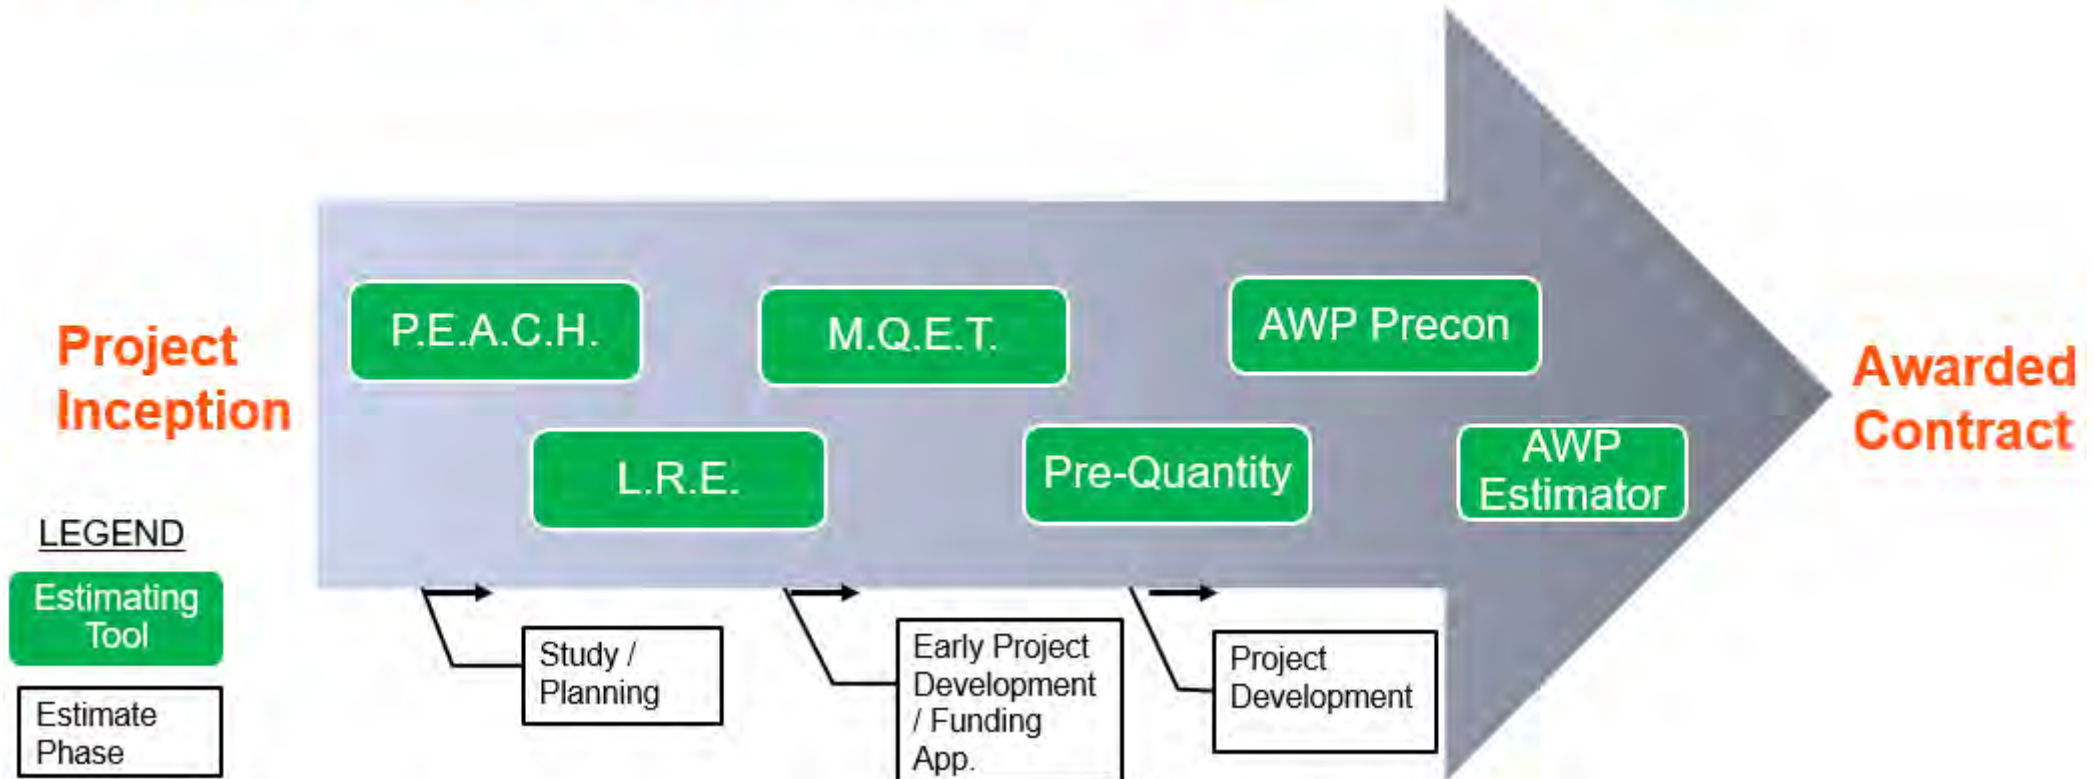 Project
Inception
P.E.A.C.H.
M.Q.E.T.
AWP Precon
L.R.E.
Pre-Quantity
AWP
Estimator
Awarded
Contract
LEGEND
Estimating
Tool
Estimate
Phase
Study /
Planning
Early Project
Development
/ Funding
App.
Project
Development